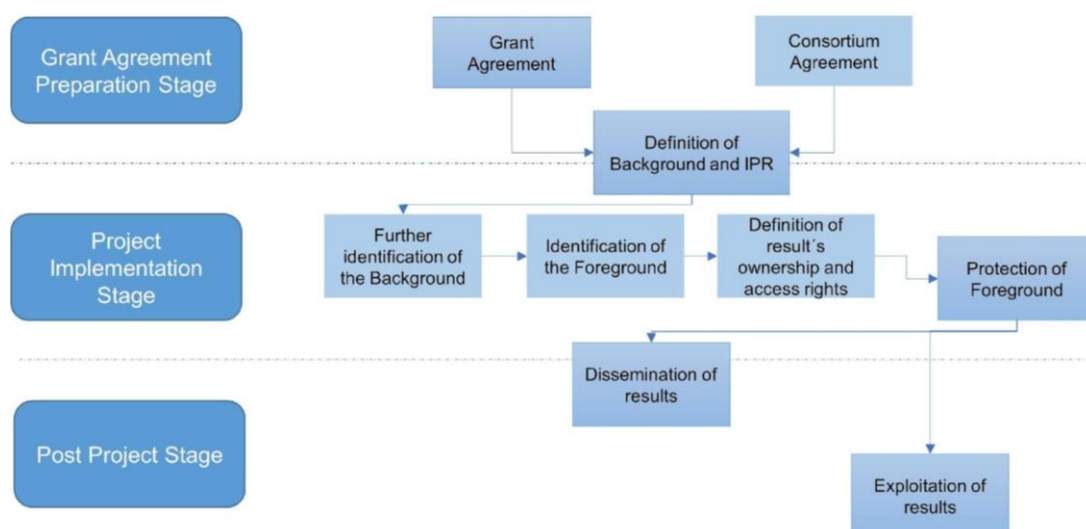 Grant Agreement
Preparation Stage
Grant
Agreement
Consortium
Agreement
Definition of
Background and IPR
Project
Implementation
Stage
Further
identification of
the Background
Identification of
the Foreground
Definition of
result´s
ownership and
access rights
Protection of
Foreground
Dissemination of
results
Post Project Stage
Exploitation of
results